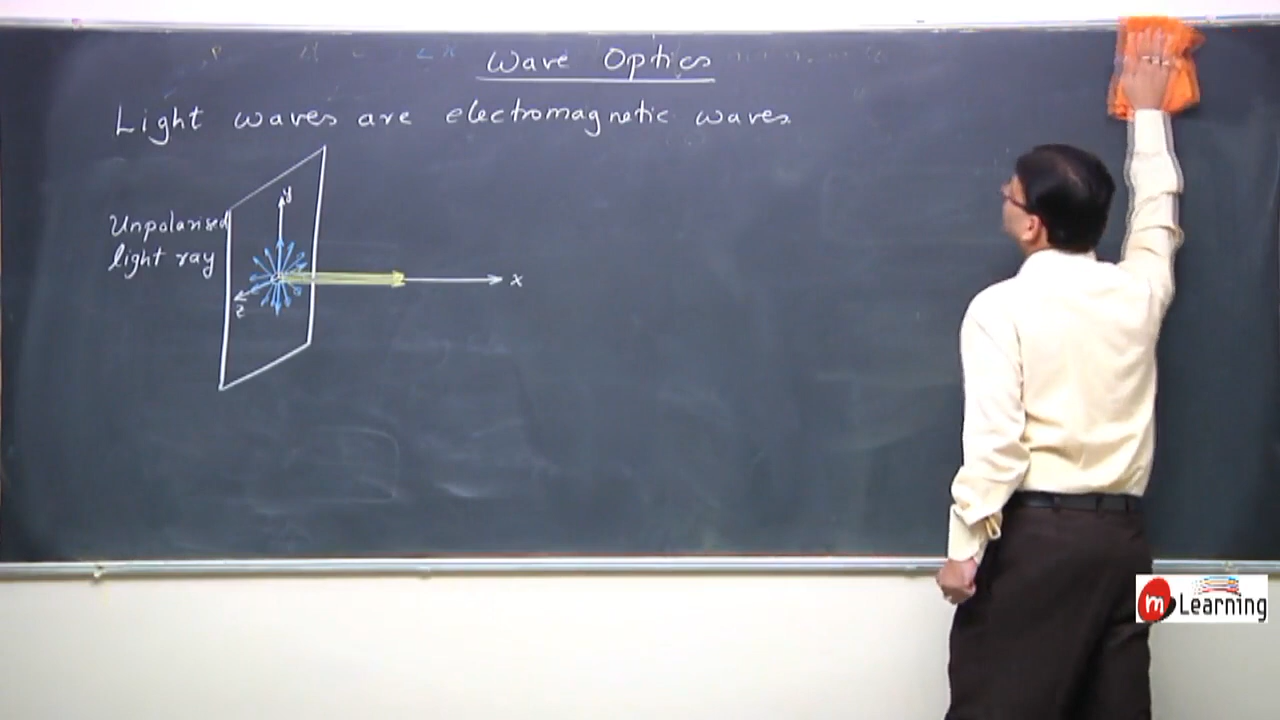 Wave Optics
Light waves are electromagnetic waves.
y
Unpolarised
light ray
x
z
m Learning